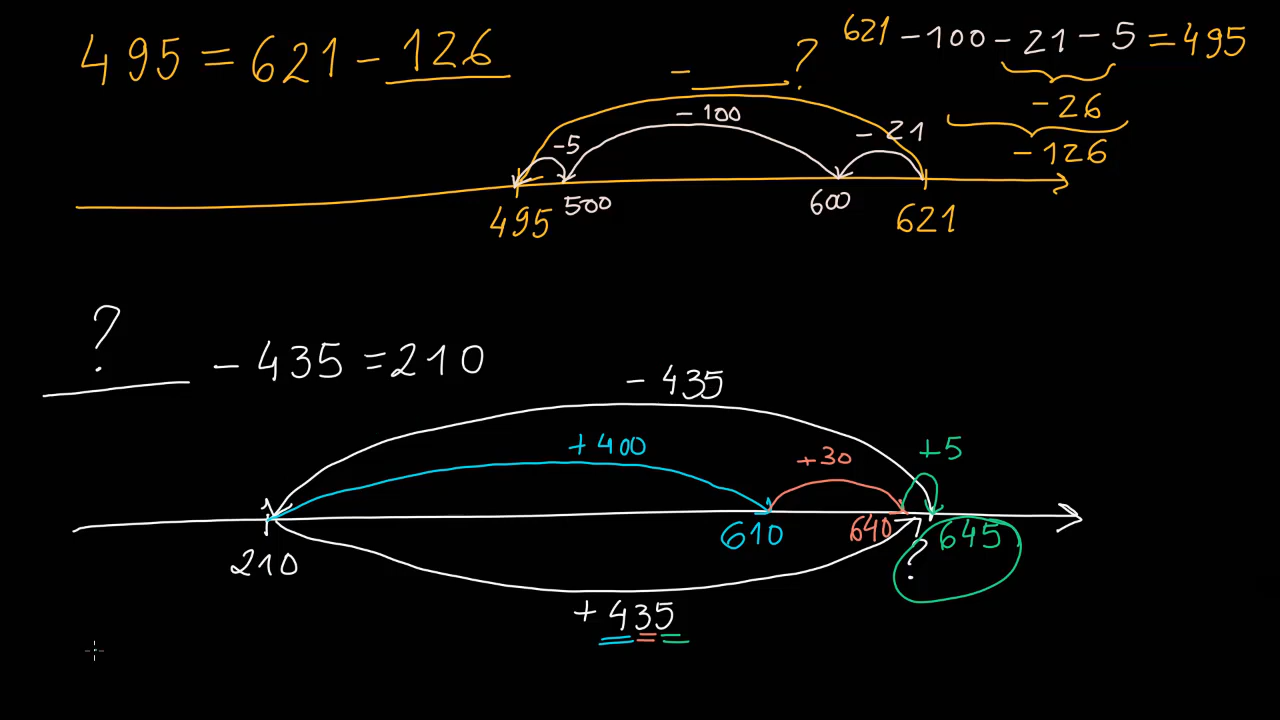 495 = 621 - 126
621 - 100 - 21 - 5 = 495
- 26
- 126
- ?
- 100
- 21
-5
495 500 600 621
? - 435 = 210
- 435
+ 400 +30 +5
210 610 640 645
?
+ 435